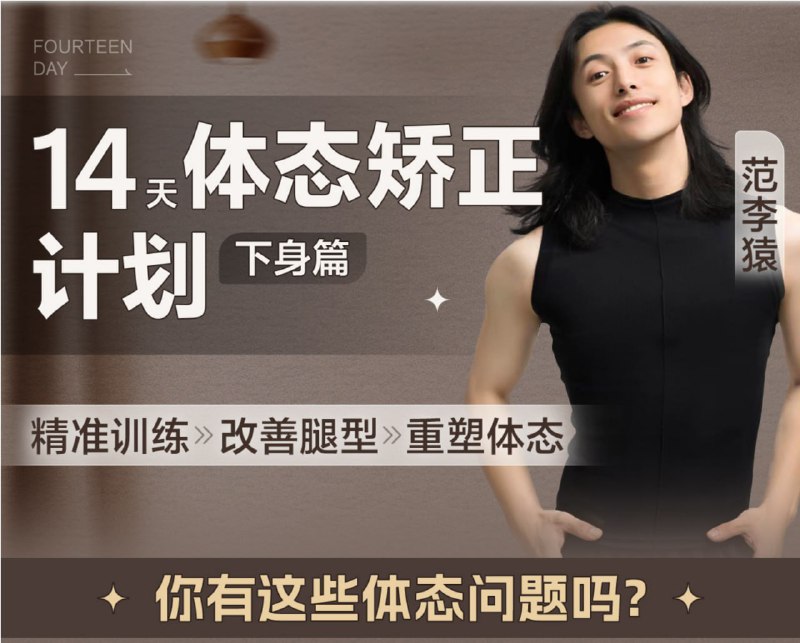 FOURTEEN
DAY
14天体态矫正
计划 下身篇
范李猿
精准训练»改善腿型»重塑体态
你有这些体态问题吗?